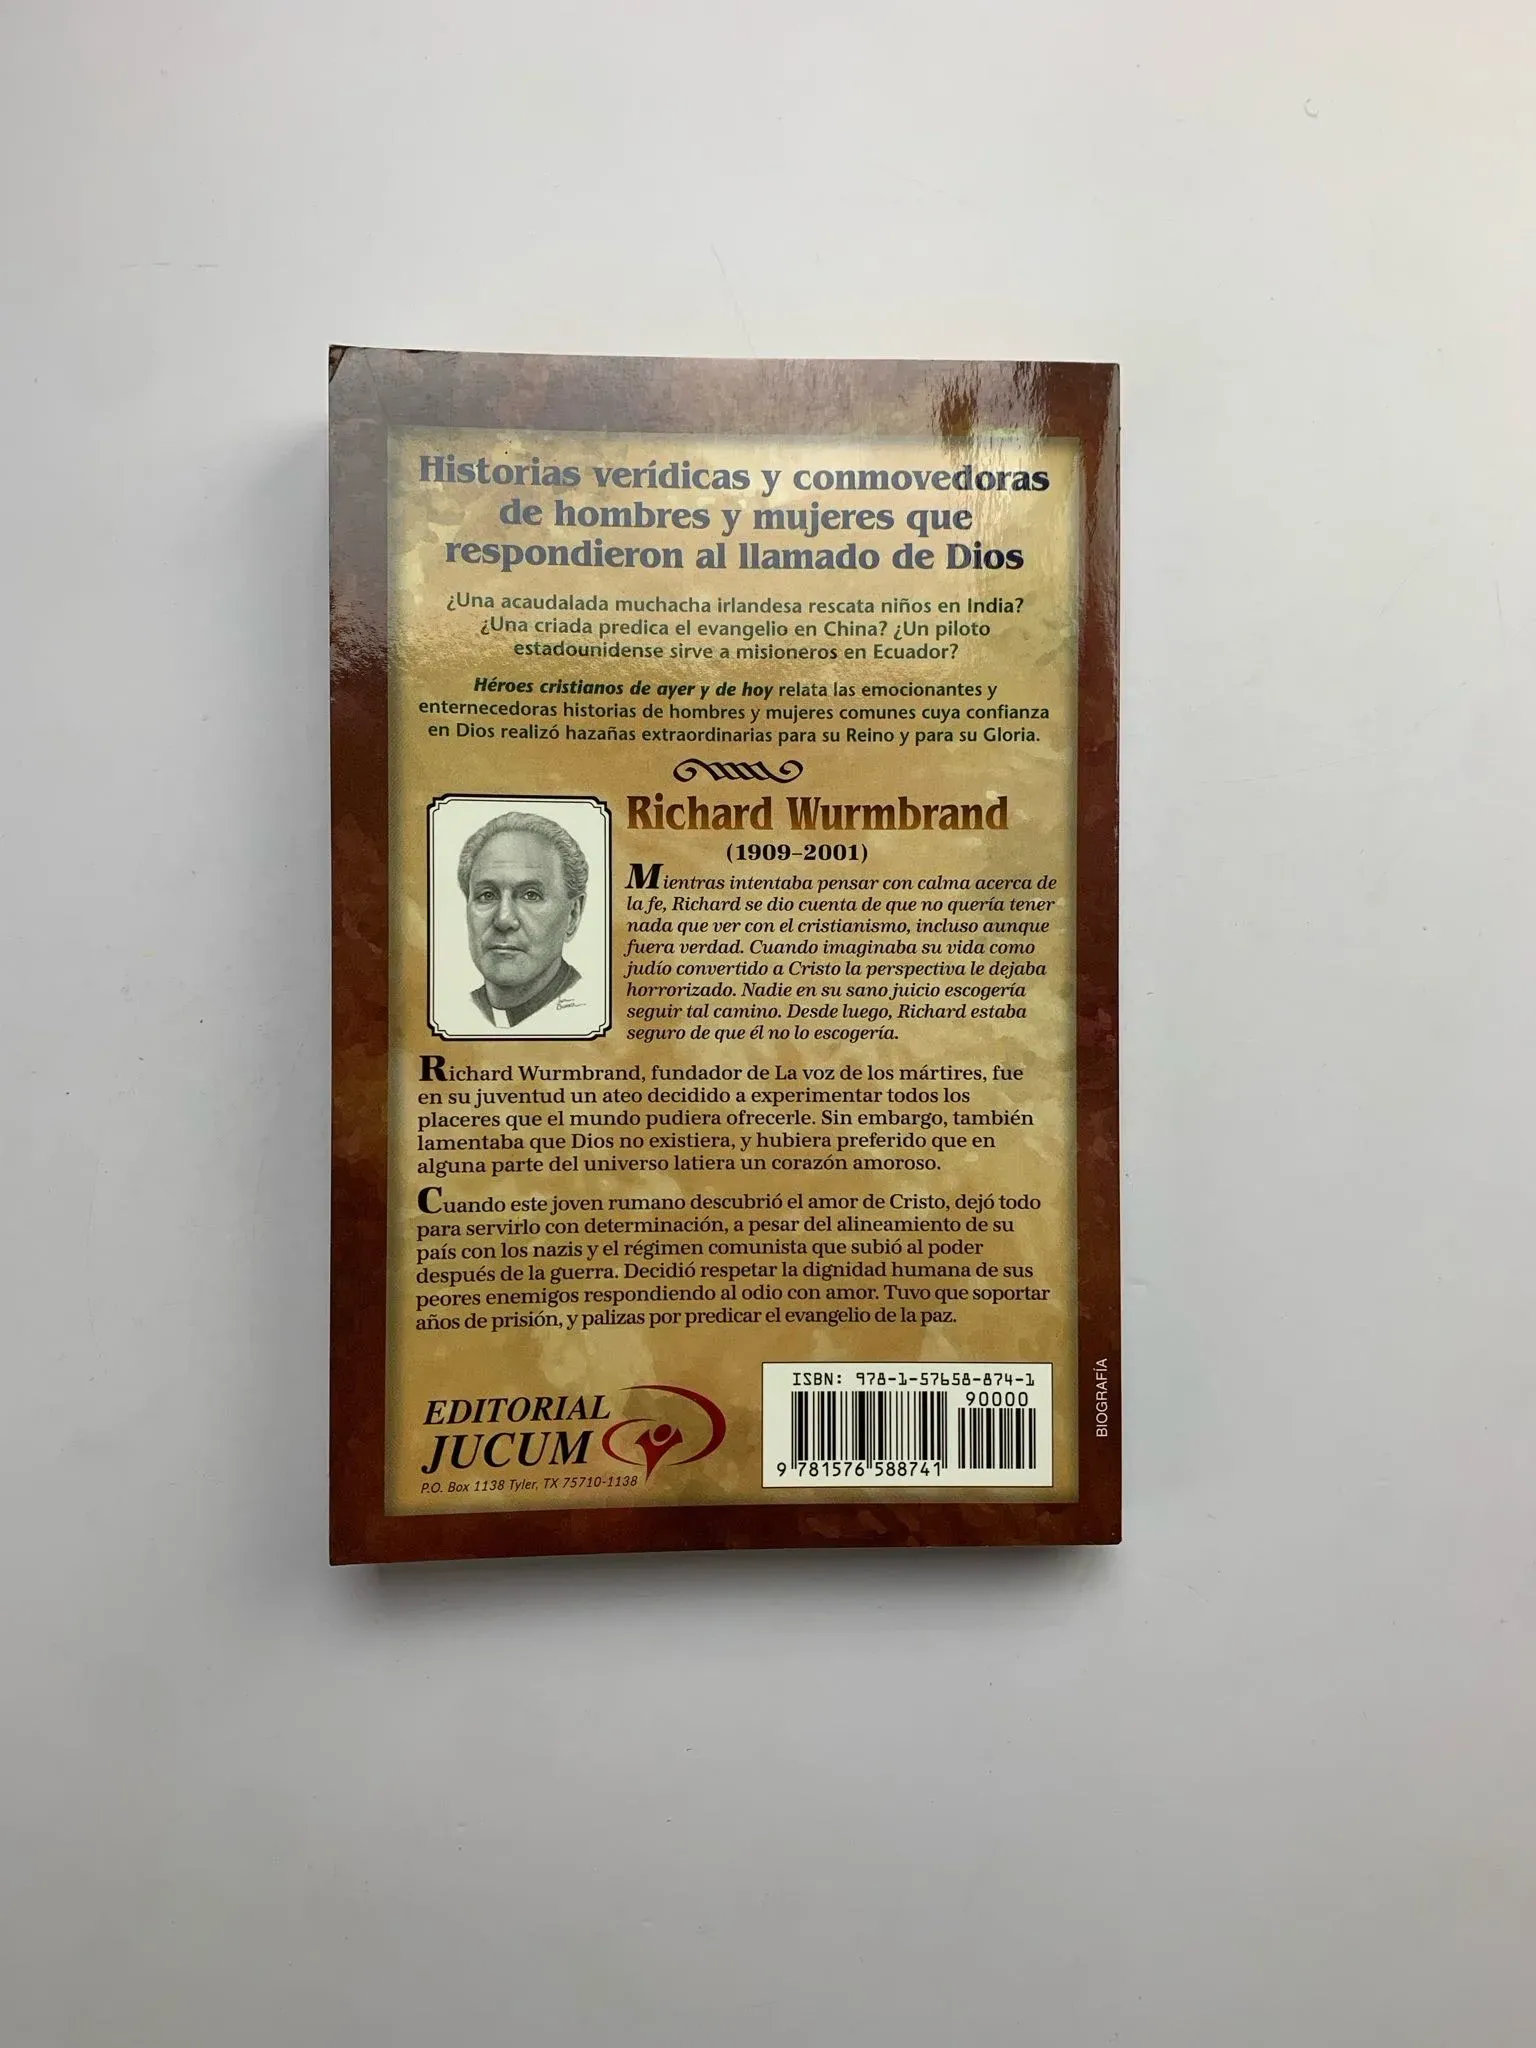 Historias verídicas y conmovedoras
de hombres y mujeres que
respondieron al llamado de Dios
¿Una acaudalada muchacha irlandesa rescata niños en India?
¿Una criada predica el evangelio en China? ¿Un piloto
estadounidense sirve a misioneros en Ecuador?
Héroes cristianos de ayer y de hoy relata las emocionantes y
enternecedoras historias de hombres y mujeres comunes cuya confianza
en Dios realizó hazañas extraordinarias para su Reino y para su Gloria.
Richard Wurmbrand
(1909–2001)
Mientras intentaba pensar con calma acerca de
la fe, Richard se dio cuenta de que no quería tener
nada que ver con el cristianismo, incluso aunque
fuera verdad. Cuando imaginaba su vida como
judío convertido a Cristo la perspectiva le dejaba
horrorizado. Nadie en su sano juicio escogería
seguir tal camino. Desde luego, Richard estaba
seguro de que él no lo escogería.
Richard Wurmbrand, fundador de La voz de los mártires, fue
en su juventud un ateo decidido a experimentar todos los
placeres que el mundo pudiera ofrecerle. Sin embargo, también
lamentaba que Dios no existiera, y hubiera preferido que en
alguna parte del universo latiera un corazón amoroso.
Cuando este joven rumano descubrió el amor de Cristo, dejó todo
para servirlo con determinación, a pesar del alineamiento de su
país con los nazis y el régimen comunista que subió al poder
después de la guerra. Decidió respetar la dignidad humana de sus
peores enemigos respondiendo al odio con amor. Tuvo que soportar
años de prisión, y palizas por predicar el evangelio de la paz.
EDITORIAL
JUCUM
P.O. Box 1138 Tyler, TX 75710-1138
ISBN: 978-1-57658-874-1
90000
9 781576 588741
BIOGRAFÍA